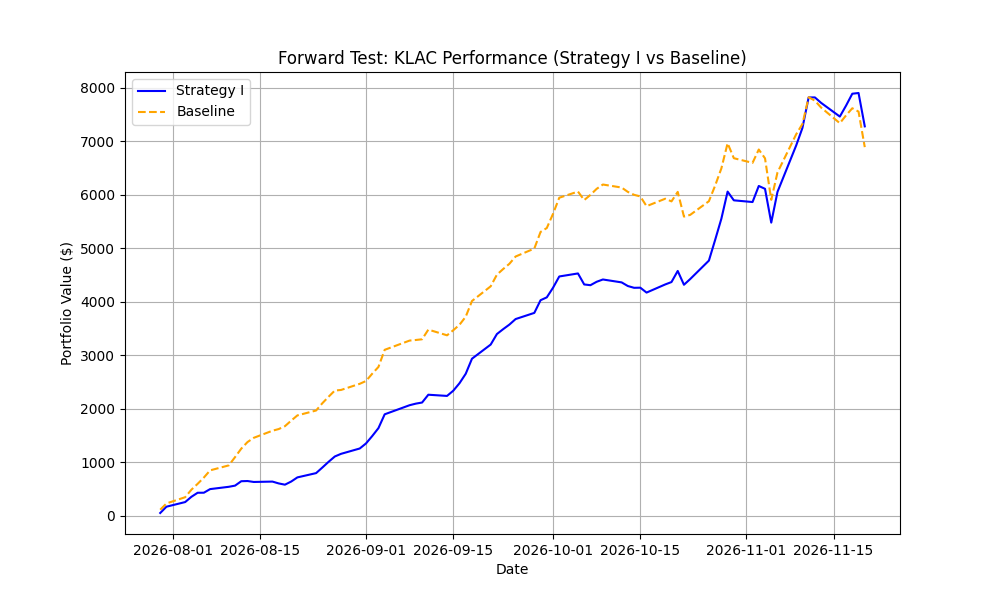 Forward Test: KLAC Performance (Strategy I vs Baseline)
Strategy I
Baseline
Portfolio Value ($)
8000
7000
6000
5000
4000
3000
2000
1000
0
2026-08-01 2026-08-15 2026-09-01 2026-09-15 2026-10-01 2026-10-15 2026-11-01 2026-11-15
Date